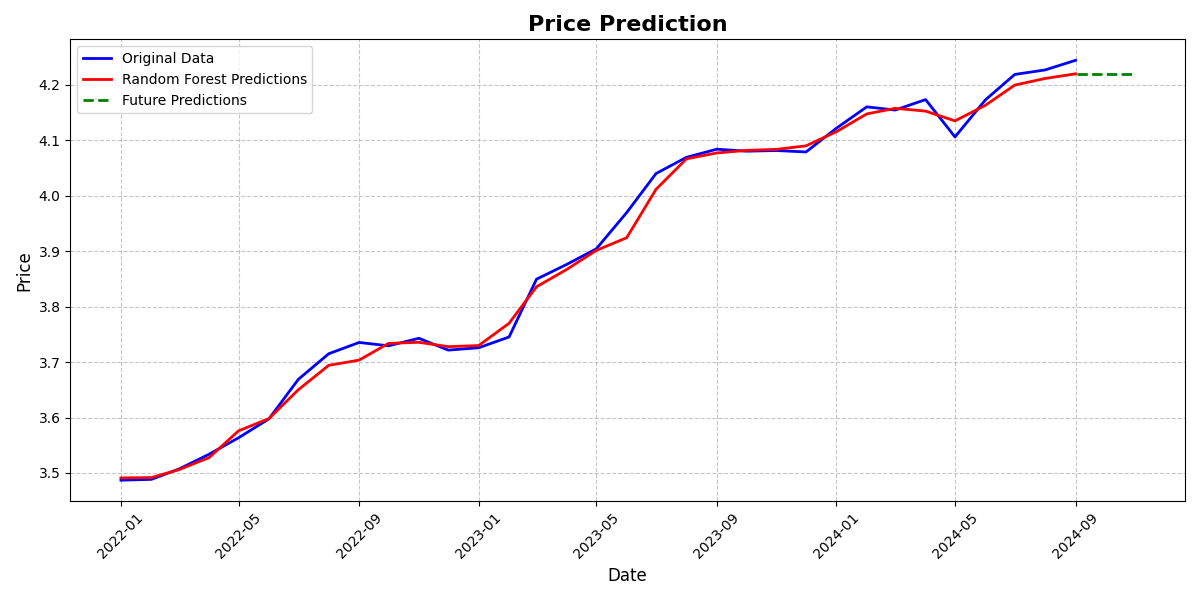 Price Prediction
Original Data
Random Forest Predictions
Future Predictions
Price
4.2
4.1
4.0
3.9
3.8
3.7
3.6
3.5
2022-01
2022-05
2022-09
2023-01
2023-05
2023-09
2024-01
2024-05
2024-09
Date